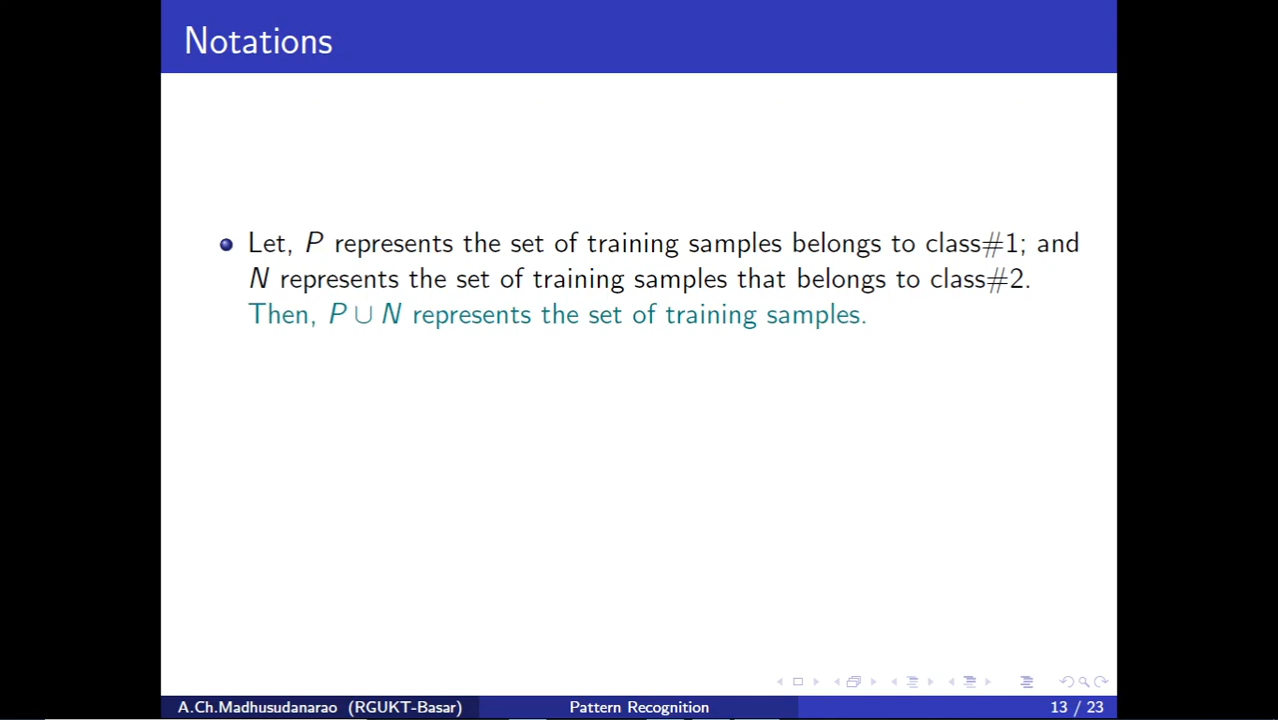 Notations
Let, P represents the set of training samples belongs to class#1; and
N represents the set of training samples that belongs to class#2.
Then, P ∪ N represents the set of training samples.
A.Ch.Madhusudanarao (RGUKT-Basar) Pattern Recognition 13 / 23